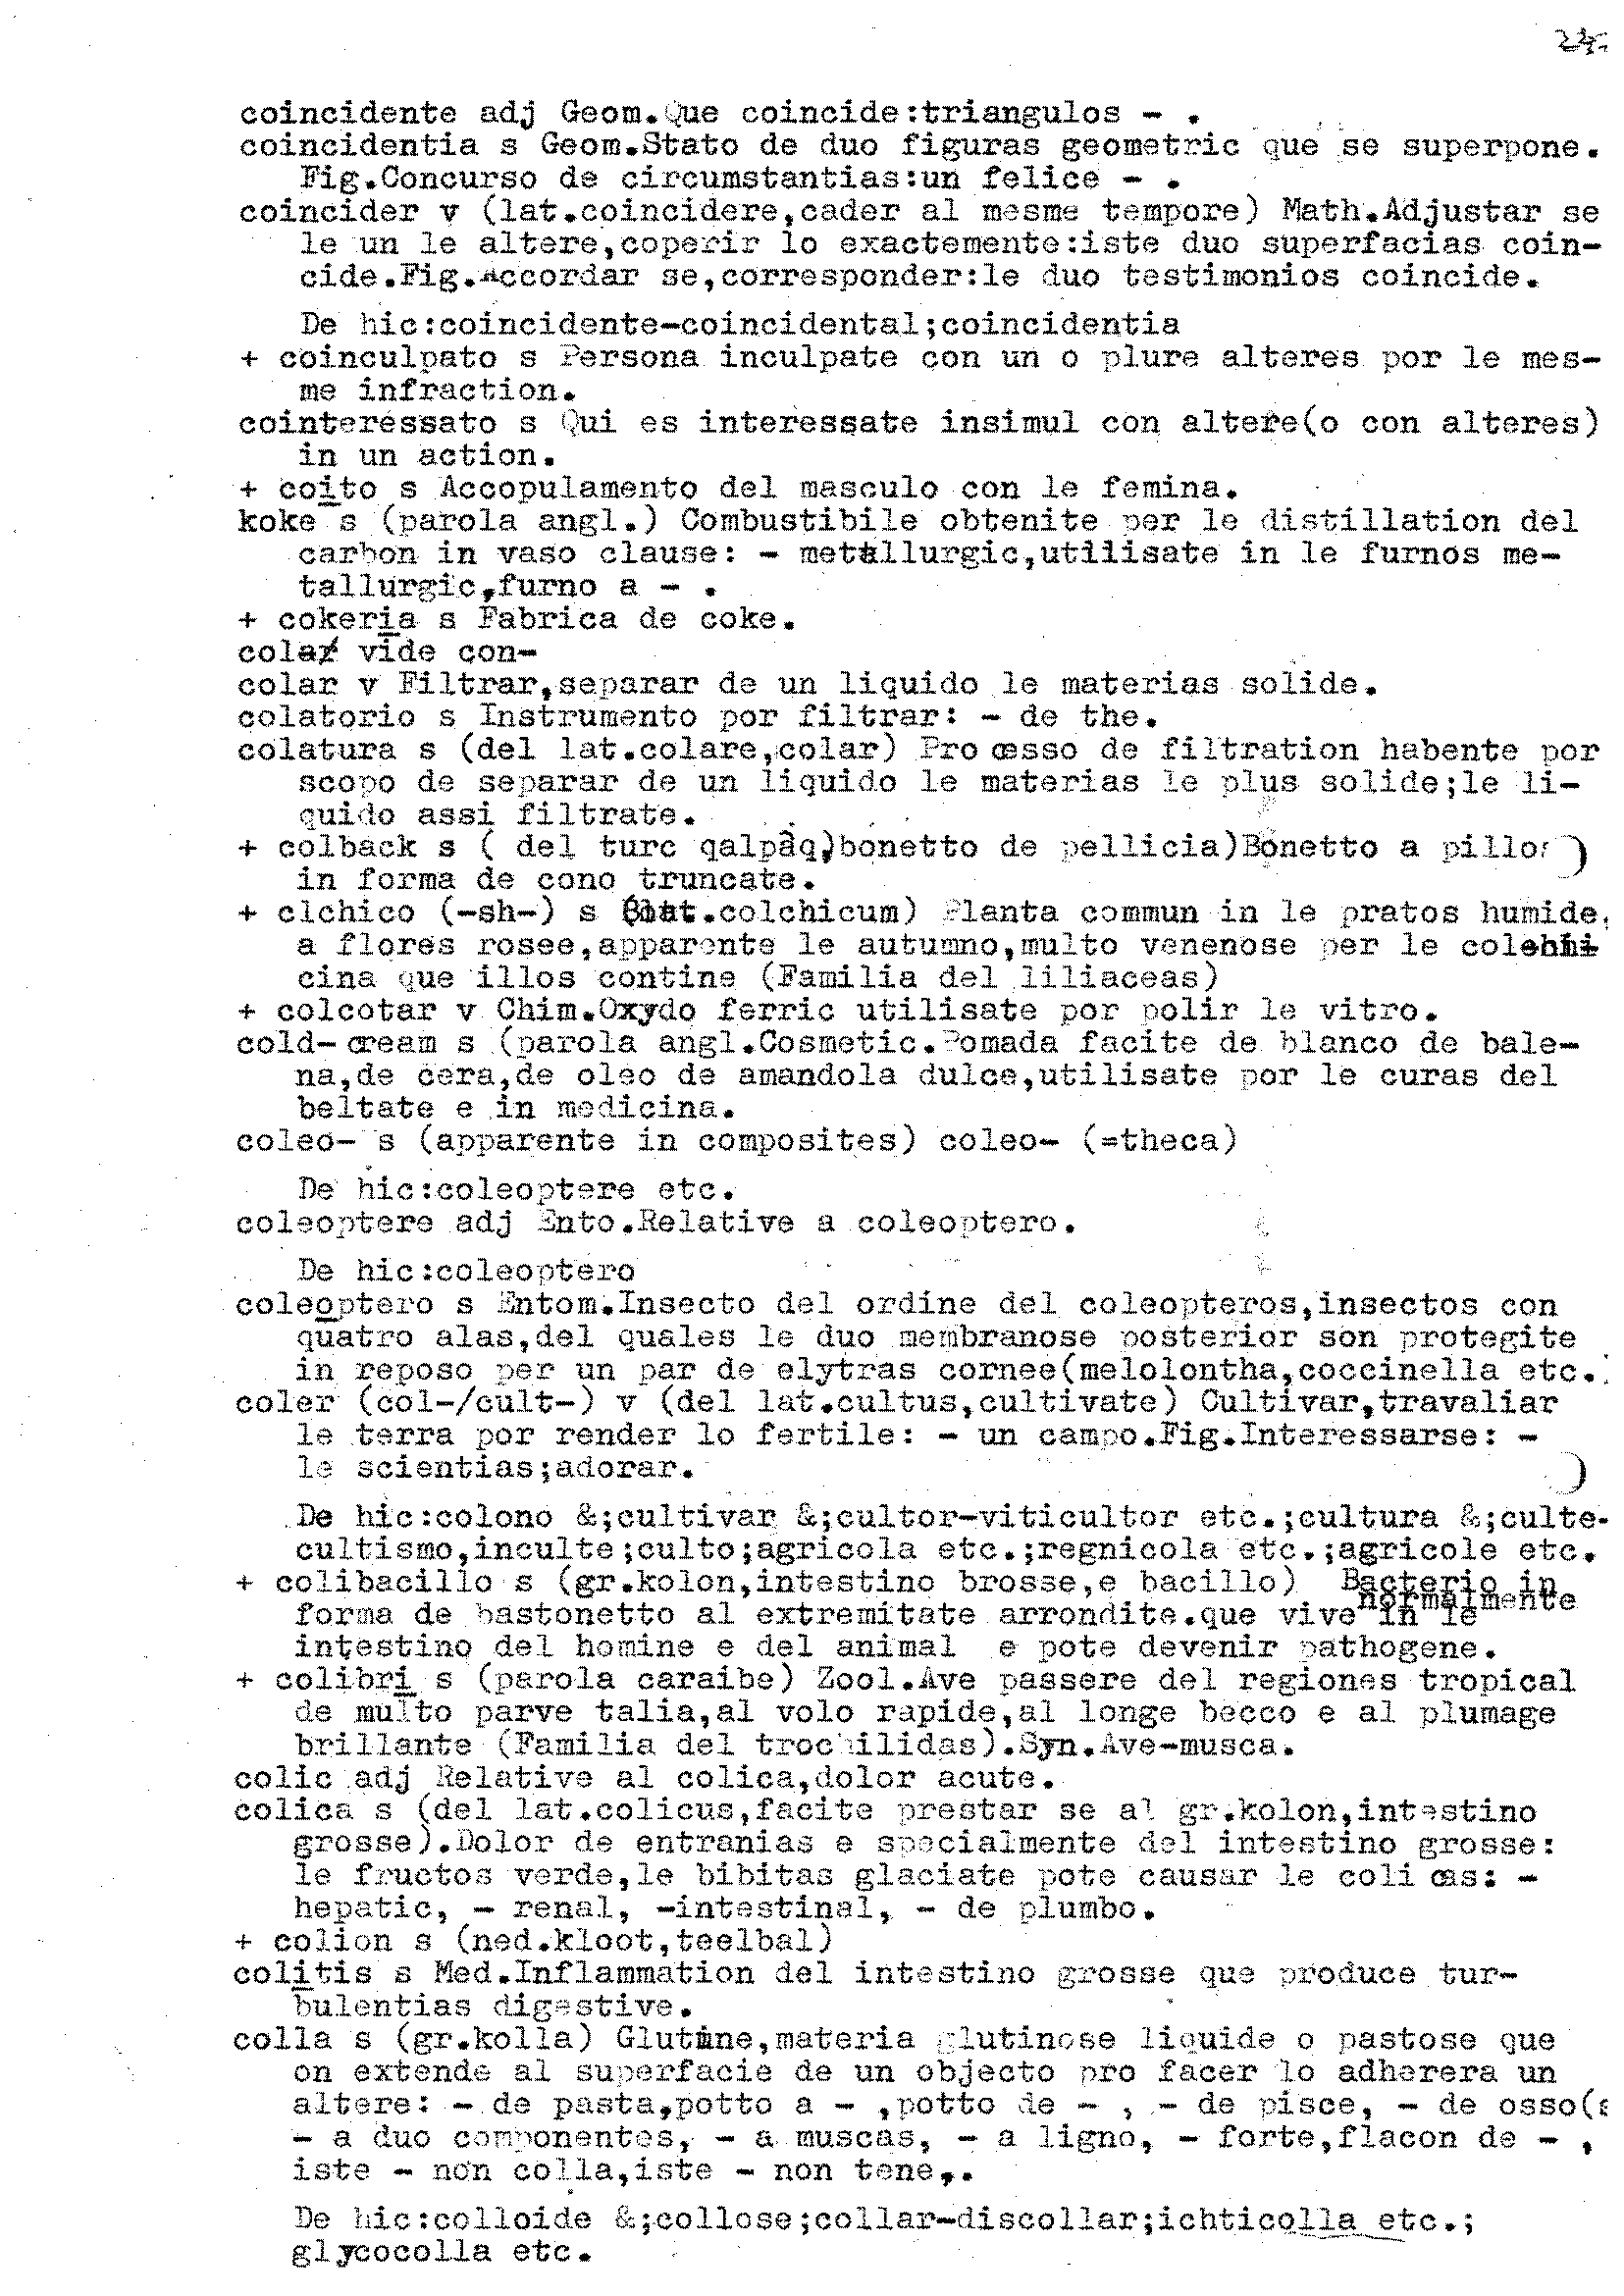 coincidente adj Geom.Que coincide:triangulos - .
coincidentia s Geom.Stato de duo figuras geometric que se superpone.
Fig.Concurso de circumstantias:un felice - .
coincider v (lat.coincidere,cader al mesme tempore) Math.Adjustar se
le un le altere,coperir lo exactemente:iste duo superfacias coin-
cide.Fig.Accordar se,corresponder:le duo testimonios coincide.
De hic:coincidente-coincidental;coincidentia
+ coinculpato s Persona inculpate con un o plure alteres por le mes-
me infraction.
cointeressato s Qui es interessate insimul con altere(o con alteres)
in un action.
+ coito s Accopulamento del masculo con le femina.
koke s (parola angl.) Combustibile obtenite per le distillation del
carbon in vaso clause: - metallurgic,utilisate in le furnos me-
tallurgic,furno a - .
+ cokeria s Fabrica de coke.
col vide con-
colar v Filtrar,separar de un liquido le materias solide.
colatorio s Instrumento por filtrar: - de the.
colatura s (del lat.colare,colar) Processo de filtration habente por
scopo de separar de un liquido le materias le plus solide;le li-
quido assi filtrate.
+ colback s ( del turc qalpâq,bonetto de pellicia)Bonetto a pillos
in forma de cono truncate.
+ clchico (-sh-) s (lat.colchicum) Planta commun in le pratos humide,
a flores rosee,apparente le autumno,multo venenose per le colchi
cina que illos contine (Familia del liliaceas)
+ colcotar v Chim.Oxydo ferric utilisate por polir le vitro.
cold-cream s (parola angl.Cosmetic.Pomada facite de blanco de bale-
na,de cera,de oleo de amandola dulce,utilisate por le curas del
beltate e in medicina.
coleo- s (apparente in composites) coleo- (=theca)
De hic:coleoptere etc.
coleoptere adj Ento.Relative a coleoptero.
De hic:coleoptero
coleoptero s Entom.Insecto del ordine del coleopteros,insectos con
quatro alas,del quales le duo membranose posterior son protegite
in reposo per un par de elytras cornee(melolontha,coccinella etc.
coler (col-/cult-) v (del lat.cultus,cultivate) Cultivar,travaliar
le terra por render lo fertile: - un campo.Fig.Interessarse: -
le scientias;adorar.
De hic:colono &;cultivar &;cultor-viticultor etc.;cultura &;culte-
cultismo,inculte;culto;agricola etc.;regnicola etc.;agricole etc.
+ colibacillo s (gr.kolon,intestino brosse,e bacillo) Bacterio in
forma de bastonetto al extremitate arrondite.que vive normalmente in le
intestino del homine e del animal e pote devenir pathogene.
+ colibri s (parola caraibe) Zool.Ave passere del regiones tropical
de multo parve talia,al volo rapide,al longe becco e al plumage
brillante (Familia del trochilidas).Syn.Ave-musca.
colic adj Relative al colica,dolor acute.
colica s (del lat.colicus,facite prestar se al gr.kolon,intestino
grosse).Dolor de entranias e specialmente del intestino grosse:
le fructos verde,le bibitas glaciate pote causar le colicas: -
hepatic, - renal, -intestinal, - de plumbo.
+ colion s (ned.kloot,teelbal)
colitis s Med.Inflammation del intestino grosse que produce tur-
bulentias digestive.
colla s (gr.kolla) Glutine,materia glutinose liquide o pastose que
on extende al superfacie de un objecto pro facer lo adherera un
altere: - de pasta,potto a - ,potto de - , - de pisce, - de osso(s
- a duo componentes, - a muscas, - a ligno, - forte,flacon de - ,
iste - non colla,iste - non tene,.
De hic:colloide &;collose;collar-discollar;ichticolla etc.;
glycocolla etc.